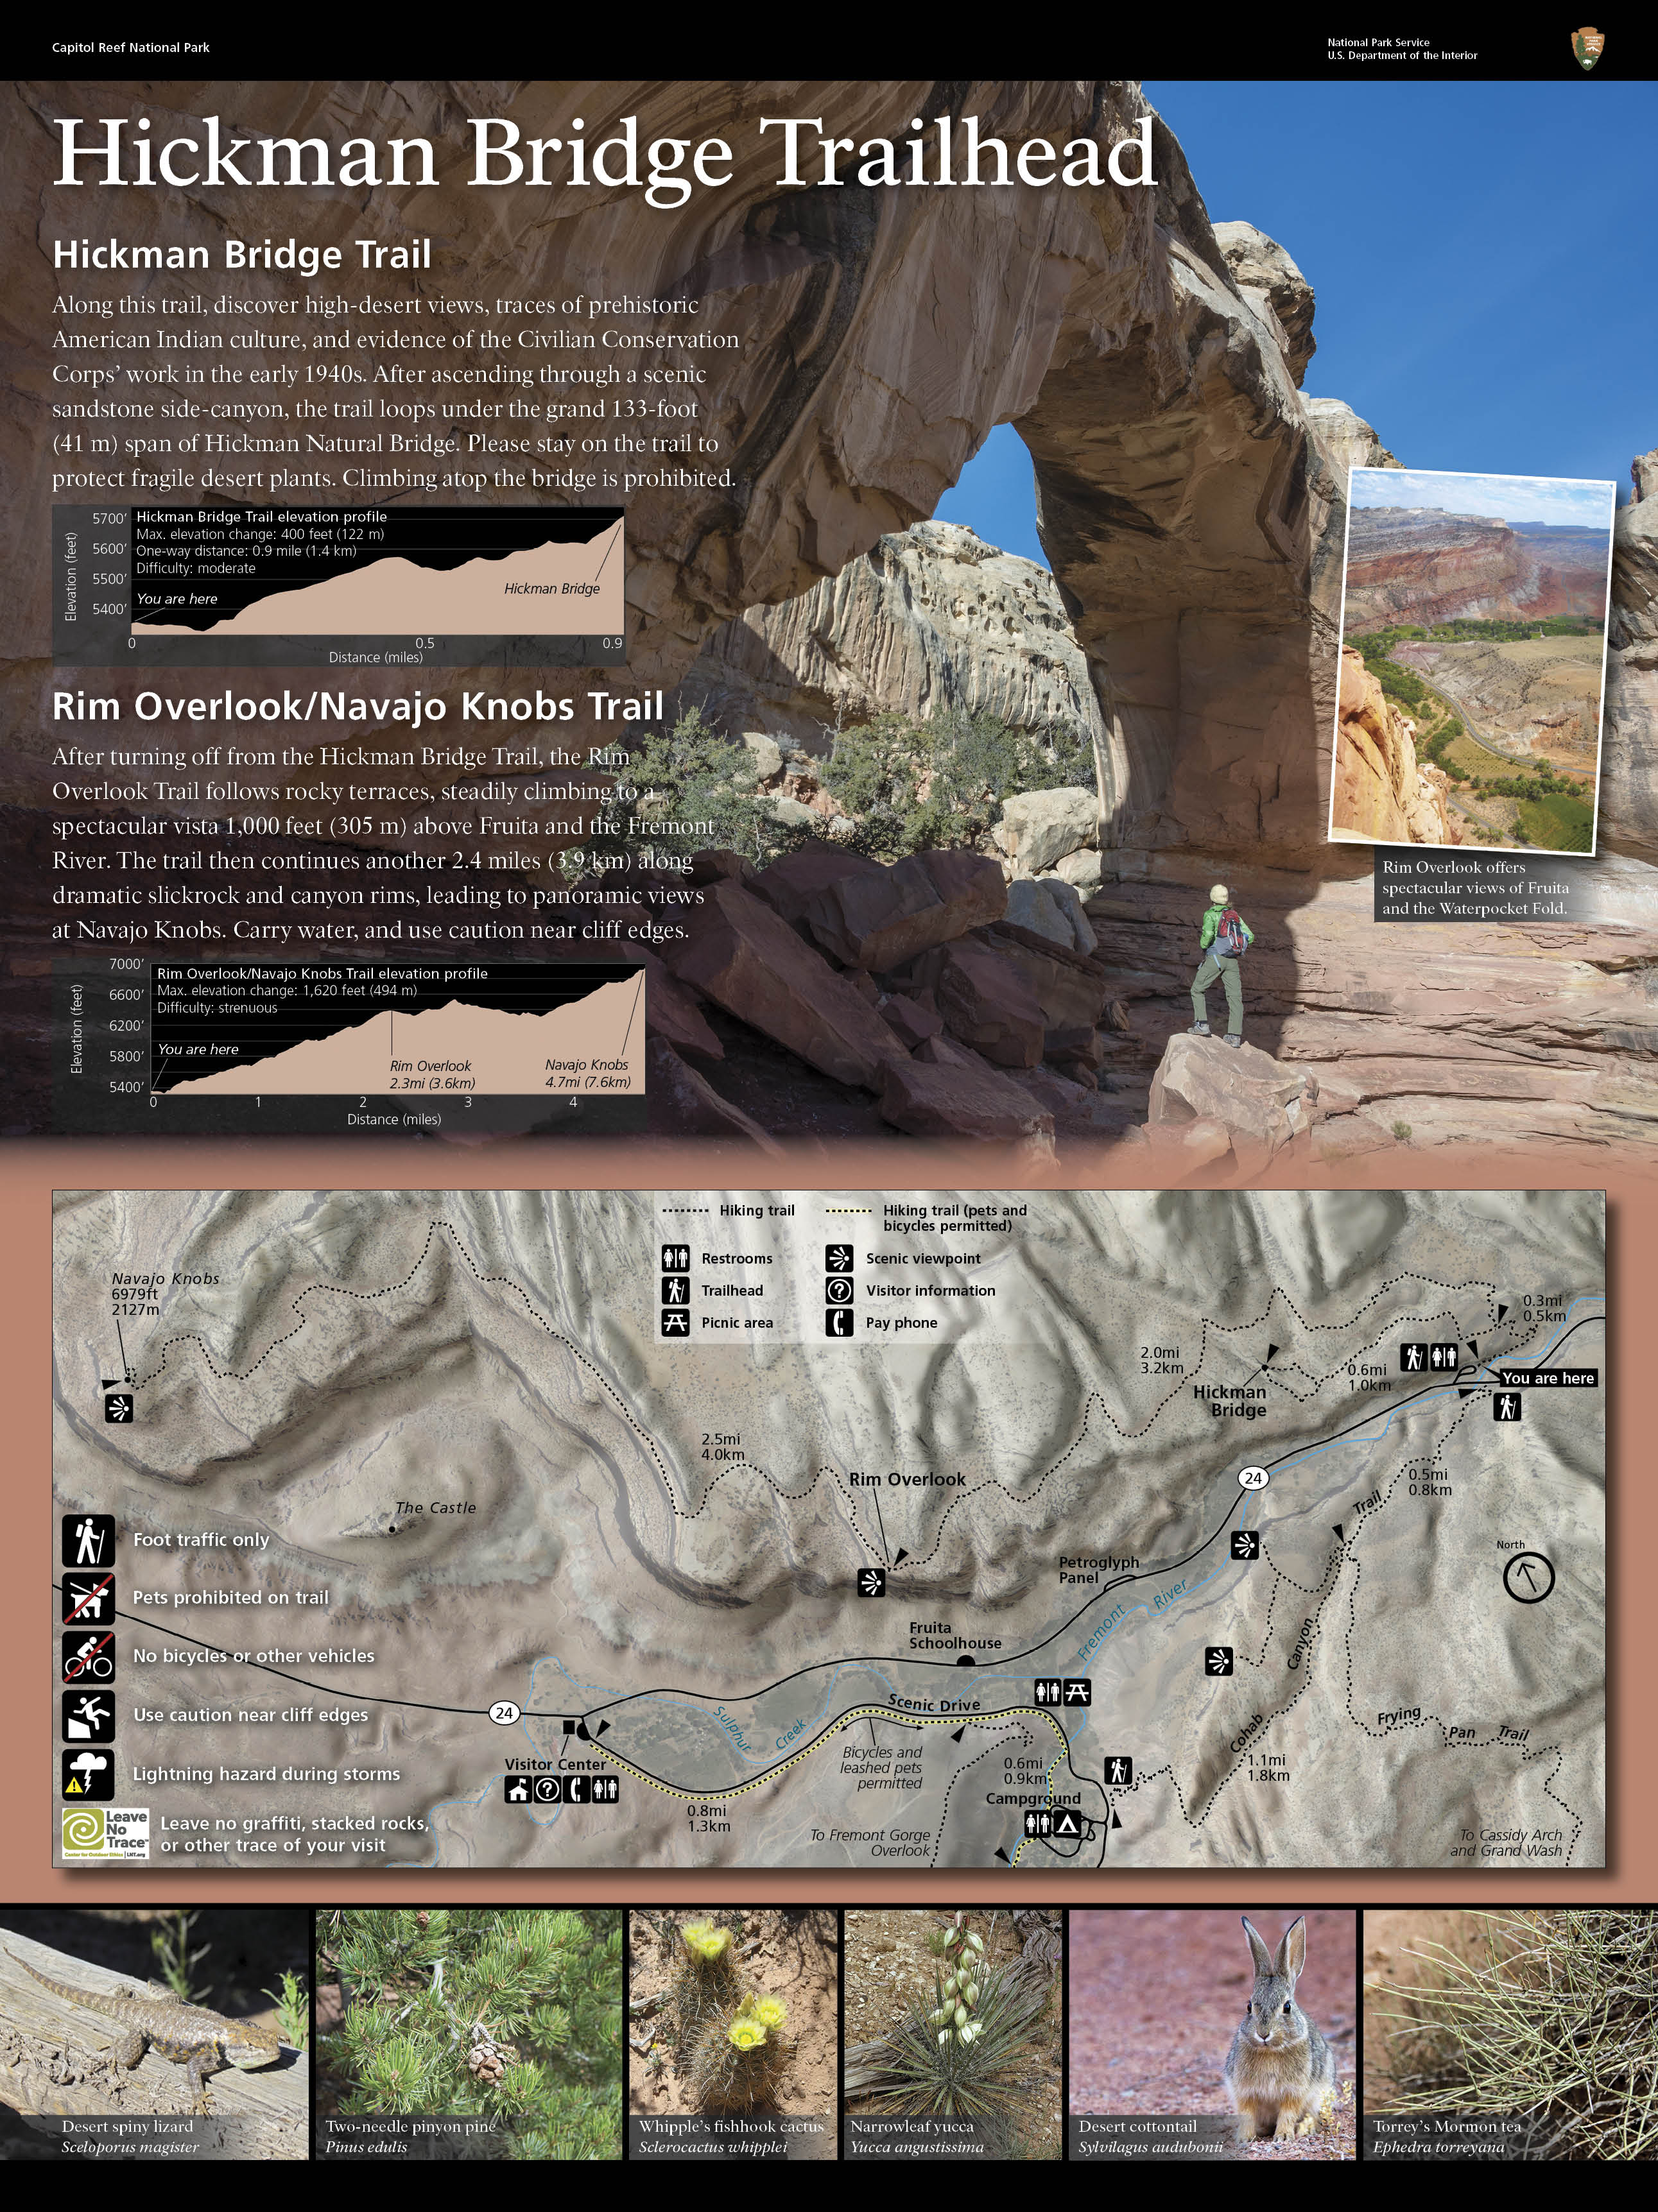 Capitol Reef National Park
National Park Service
U.S. Department of the Interior
Hickman Bridge Trailhead
Hickman Bridge Trail
Along this trail, discover high-desert views, traces of prehistoric
American Indian culture, and evidence of the Civilian Conservation
Corps’ work in the early 1940s. After ascending through a scenic
sandstone side-canyon, the trail loops under the grand 133-foot
(41 m) span of Hickman Natural Bridge. Please stay on the trail to
protect fragile desert plants. Climbing atop the bridge is prohibited.
Hickman Bridge Trail elevation profile
Max. elevation change: 400 feet (122 m)
One-way distance: 0.9 mile (1.4 km)
Difficulty: moderate
Elevation (feet)
5700’
5600’
5500’
5400’
You are here
Hickman Bridge
0
0.5
0.9
Distance (miles)
Rim Overlook/Navajo Knobs Trail
After turning off from the Hickman Bridge Trail, the Rim
Overlook Trail follows rocky terraces, steadily climbing to a
spectacular vista 1,000 feet (305 m) above Fruita and the Fremont
River. The trail then continues another 2.4 miles (3.9 km) along
dramatic slickrock and canyon rims, leading to panoramic views
at Navajo Knobs. Carry water, and use caution near cliff edges.
Rim Overlook offers
spectacular views of Fruita
and the Waterpocket Fold.
Rim Overlook/Navajo Knobs Trail elevation profile
Max. elevation change: 1,620 feet (494 m)
Difficulty: strenuous
Elevation (feet)
7000’
6600’
6200’
5800’
5400’
You are here
Rim Overlook
2.3mi (3.6km)
Navajo Knobs
4.7mi (7.6km)
0
1
2
3
4
Distance (miles)
Hiking trail
Hiking trail (pets and
bicycles permitted)
Restrooms
Scenic viewpoint
Trailhead
Visitor information
Picnic area
Pay phone
Navajo Knobs
6979ft
2127m
0.3mi
0.5km
2.0mi
3.2km
0.6mi
1.0km
You are here
Hickman
Bridge
2.5mi
4.0km
Rim Overlook
24
0.5mi
0.8km
Trail
The Castle
North
Petroglyph
Panel
Fremont River
Fruita
Schoolhouse
Canyon
Cohab
Scenic Drive
24
Sulphur
Creek
Frying Pan Trail
Visitor Center
Bicycles and
leashed pets
permitted
0.6mi
0.9km
1.1mi
1.8km
Campground
0.8mi
1.3km
To Fremont Gorge
Overlook
To Cassidy Arch
and Grand Wash
Foot traffic only
Pets prohibited on trail
No bicycles or other vehicles
Use caution near cliff edges
Lightning hazard during storms
Leave
No
Trace
Center for Outdoor Ethics | LNT.org
Leave no graffiti, stacked rocks,
or other trace of your visit
Desert spiny lizard
Sceloporus magister
Two-needle pinyon pine
Pinus edulis
Whipple’s fishhook cactus
Sclerocactus whipplei
Narrowleaf yucca
Yucca angustissima
Desert cottontail
Sylvilagus audubonii
Torrey’s Mormon tea
Ephedra torreyana